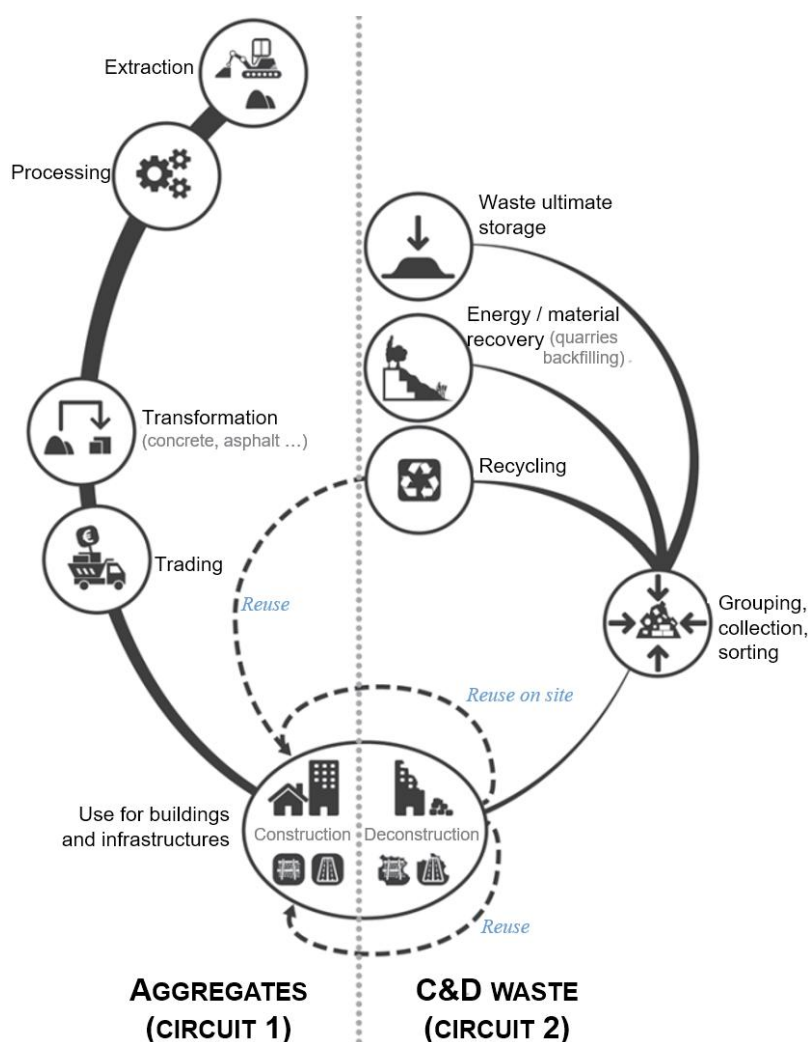 Extraction
Processing
Waste ultimate
storage
Energy / material
recovery (quarries
backfilling) .
Transformation
(concrete, asphalt ...)
Recycling
Trading
Reuse
Grouping,
collection,
sorting
Reuse on site
Use for buildings
and infrastructures
Construction
Deconstruction
Reuse
AGGREGATES
(CIRCUIT 1)
C&D WASTE
(CIRCUIT 2)
€